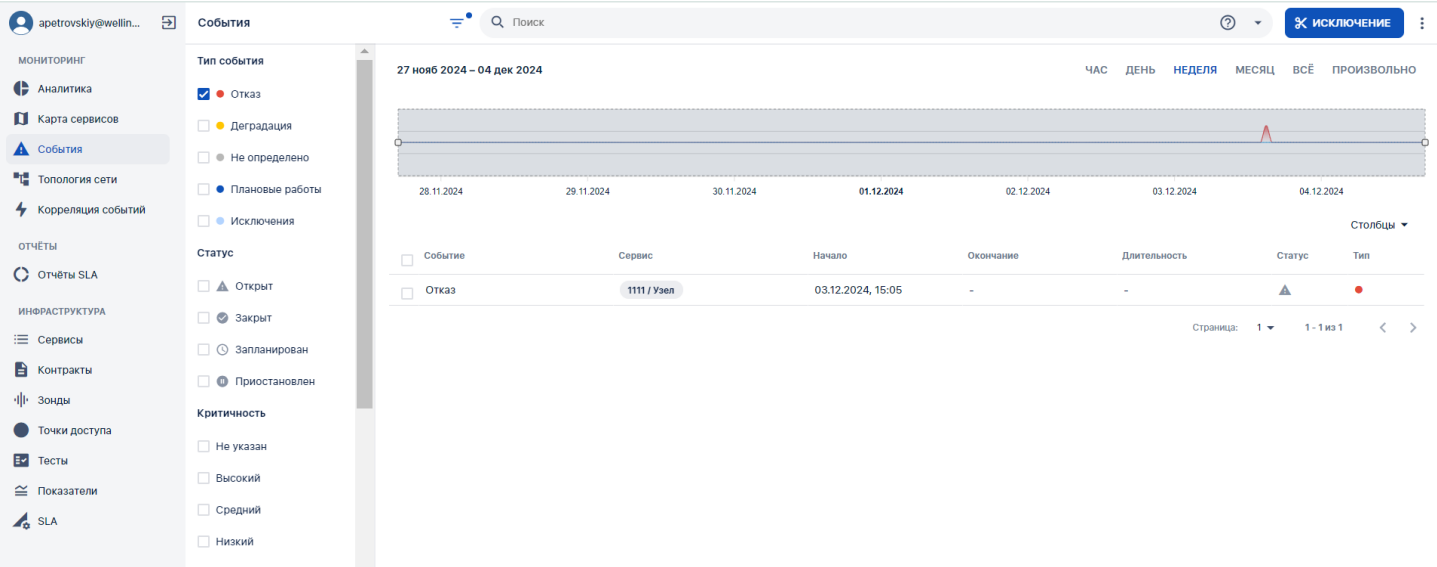 apetrovskiy@wellin...
МОНИТОРИНГ
Аналитика
Карта сервисов
События
Топология сети
Корреляция событий
ОТЧЁТЫ
Отчёты SLA
ИНФРАСТРУКТУРА
Сервисы
Контракты
Зонды
Точки доступа
Тесты
Показатели
SLA
События
Поиск
ИСКЛЮЧЕНИЕ
Тип события
Отказ
Деградация
Не определено
Плановые работы
Исключения
Статус
Открыт
Закрыт
Запланирован
Приостановлен
Критичность
Не указан
Высокий
Средний
Низкий
27 нояб 2024 – 04 дек 2024
ЧАС ДЕНЬ НЕДЕЛЯ МЕСЯЦ ВСЁ ПРОИЗВОЛЬНО
28.11.2024 29.11.2024 30.11.2024 01.12.2024 02.12.2024 03.12.2024 04.12.2024
Столбцы
Событие Сервис Начало Окончание Длительность Статус Тип
Отказ 1111 / Узел 03.12.2024, 15:05 - -
Страница: 1 1 - 1 из 1